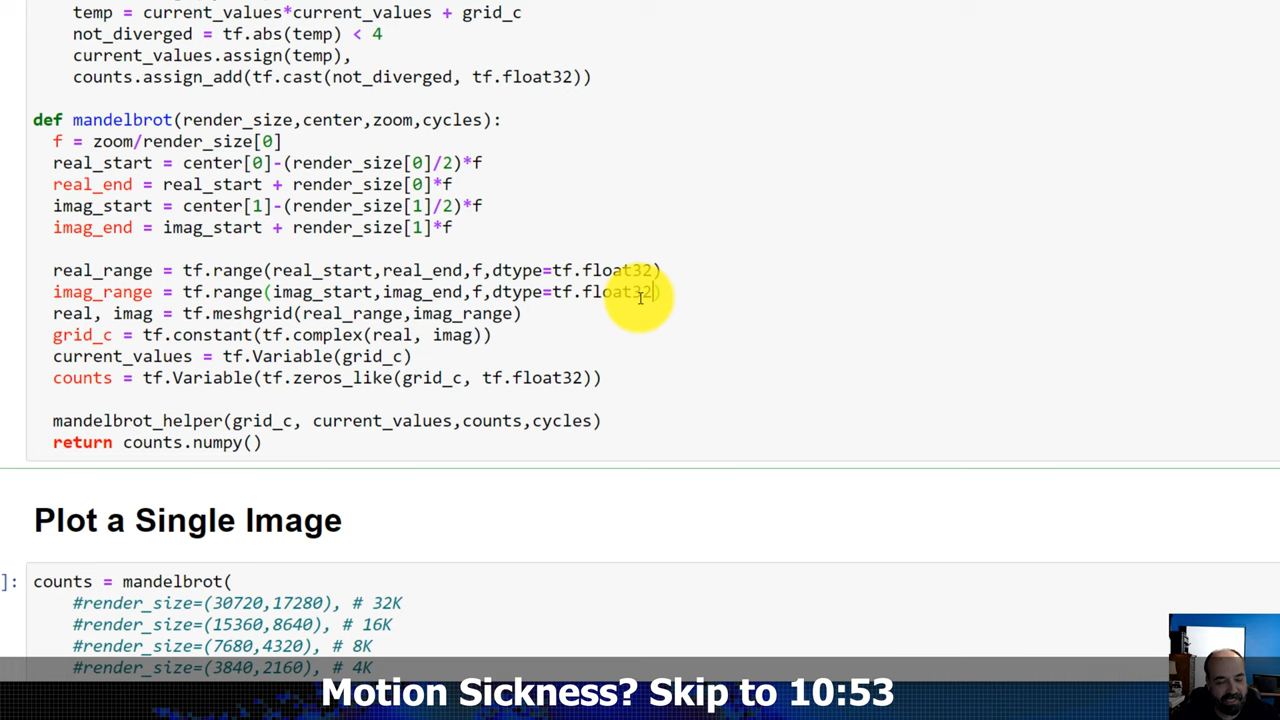 temp = current_values*current_values + grid_c
not_diverged = tf.abs(temp) < 4
current_values.assign(temp),
counts.assign_add(tf.cast(not_diverged, tf.float32))
def mandelbrot(render_size,center,zoom,cycles):
f = zoom/render_size[0]
real_start = center[0]-(render_size[0]/2)*f
real_end = real_start + render_size[0]*f
imag_start = center[1]-(render_size[1]/2)*f
imag_end = imag_start + render_size[1]*f
real_range = tf.range(real_start,real_end,f,dtype=tf.float32)
imag_range = tf.range(imag_start,imag_end,f,dtype=tf.float32)
real, imag = tf.meshgrid(real_range,imag_range)
grid_c = tf.constant(tf.complex(real, imag))
current_values = tf.Variable(grid_c)
counts = tf.Variable(tf.zeros_like(grid_c, tf.float32))
mandelbrot_helper(grid_c, current_values,counts,cycles)
return counts.numpy()
Plot a Single Image
]: counts = mandelbrot(
#render_size=(30720,17280), # 32K
#render_size=(15360,8640), # 16K
#render_size=(7680,4320), # 8K
#render_size=(3840,2160), # 4K
Motion Sickness? Skip to 10:53